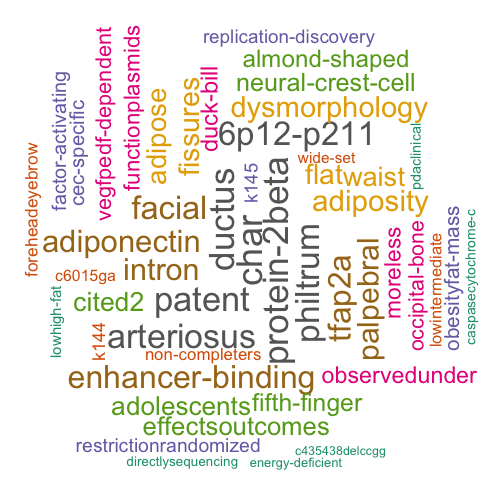 replication-discovery
almond-shaped
neural-crest-cell
dysmorphology
6p12-p211
duck-bill
fissures
adipose
functionplasmids
vegfpedf-dependent
cec-specific
factor-activating
foreheadeyebrow
wide-set
pdaclinical
flat
waist
adiposity
k145
ductus
char
protein-2beta
philtrum
facial
adiponectin
intron
c6015ga
cited2
patent
lowhigh-fat
k144
arteriosus
non-completers
tfap2a
palpebral
moreless
occipital-bone
lowintermediate
obesityfat-mass
caspasecytochrome-c
enhancer-binding
observedunder
adolescents
fifth-finger
effectsoutcomes
restrictionrandomized
c435438delccgg
directlysequencing
energy-deficient